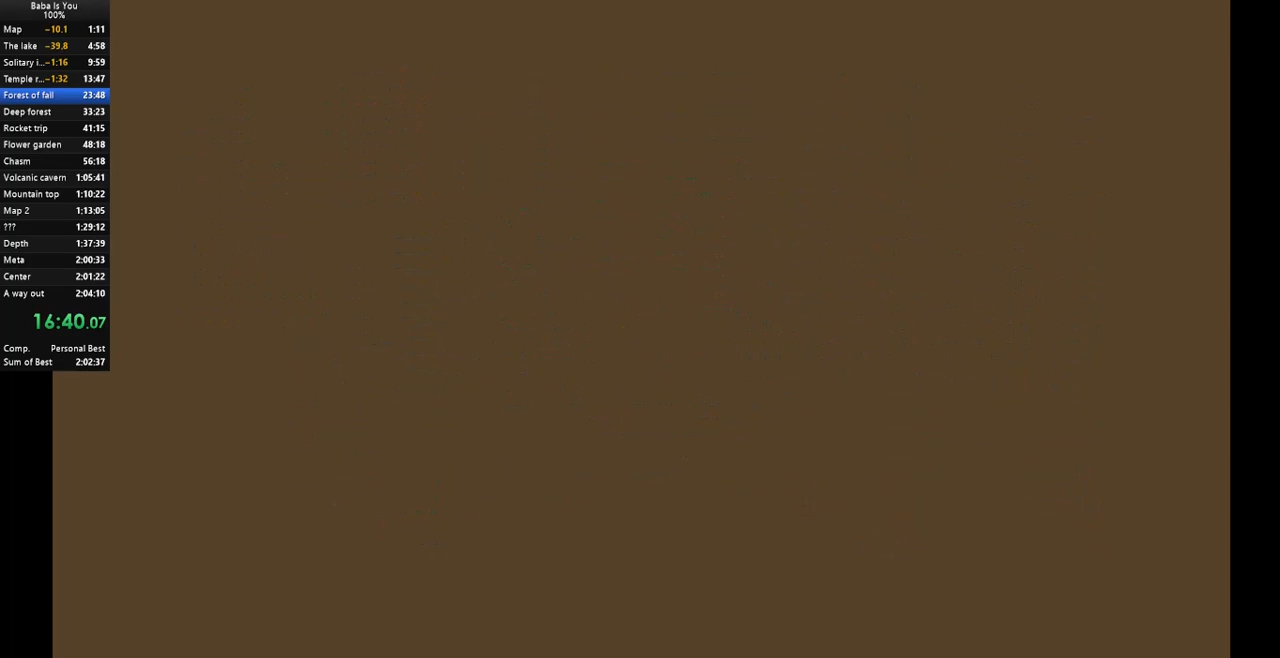 Baba Is You
100%
Map −10.1 1:11
The lake −39.8 4:58
Solitary i...−1:16 9:59
Temple r...−1:32 13:47
Forest of fall 23:48
Deep forest 33:23
Rocket trip 41:15
Flower garden 48:18
Chasm 56:18
Volcanic cavern 1:05:41
Mountain top 1:10:22
Map 2 1:13:05
??? 1:29:12
Depth 1:37:39
Meta 2:00:33
Center 2:01:22
A way out 2:04:10
16:40.07
Comp. Personal Best
Sum of Best 2:02:37